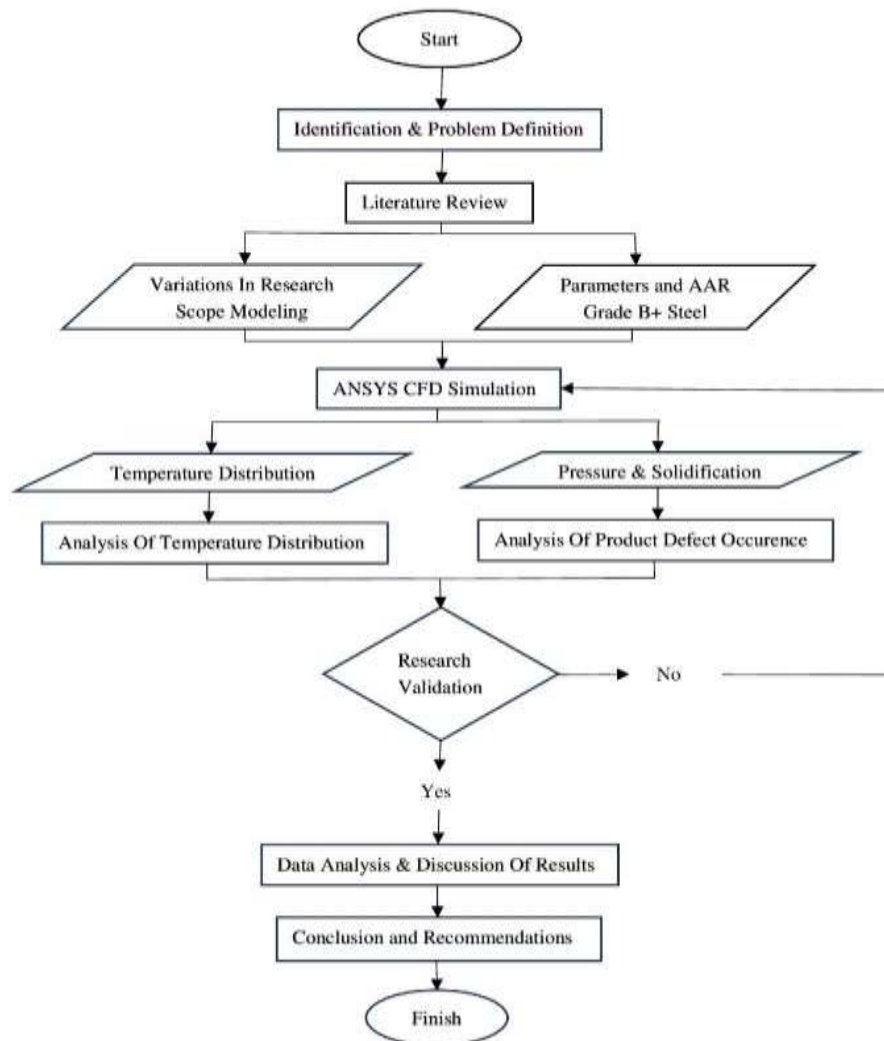 Start
Identification & Problem Definition
Literature Review
Variations In Research
Scope Modeling
Parameters and AAR
Grade B+ Steel
ANSYS CFD Simulation
Temperature Distribution
Pressure & Solidification
Analysis Of Temperature Distribution
Analysis Of Product Defect Occurence
Research
Validation
No
Yes
Data Analysis & Discussion Of Results
Conclusion and Recommendations
Finish